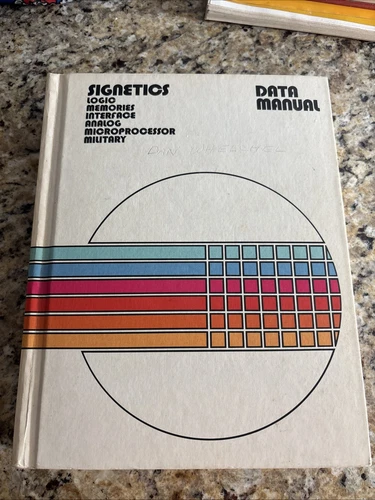 SIGNETICS
LOGIC
MEMORIES
INTERFACE
ANALOG
MICROPROCESSOR
MILITARY
DATA
MANUAL